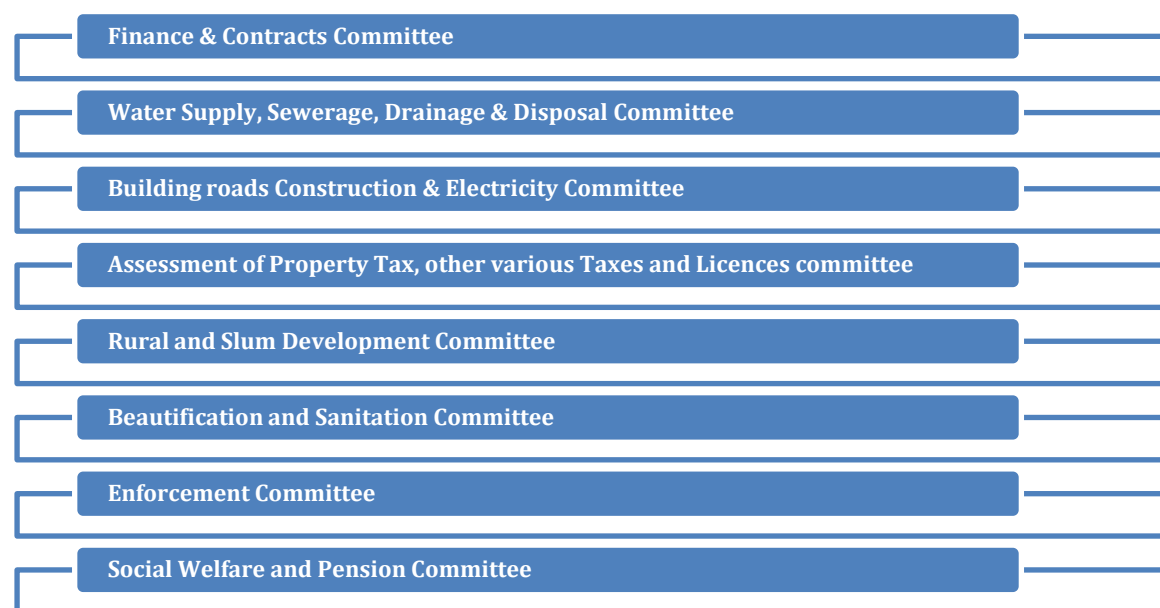 Finance & Contracts Committee
Water Supply, Sewerage, Drainage & Disposal Committee
Building roads Construction & Electricity Committee
Assessment of Property Tax, other various Taxes and Licences committee
Rural and Slum Development Committee
Beautification and Sanitation Committee
Enforcement Committee
Social Welfare and Pension Committee